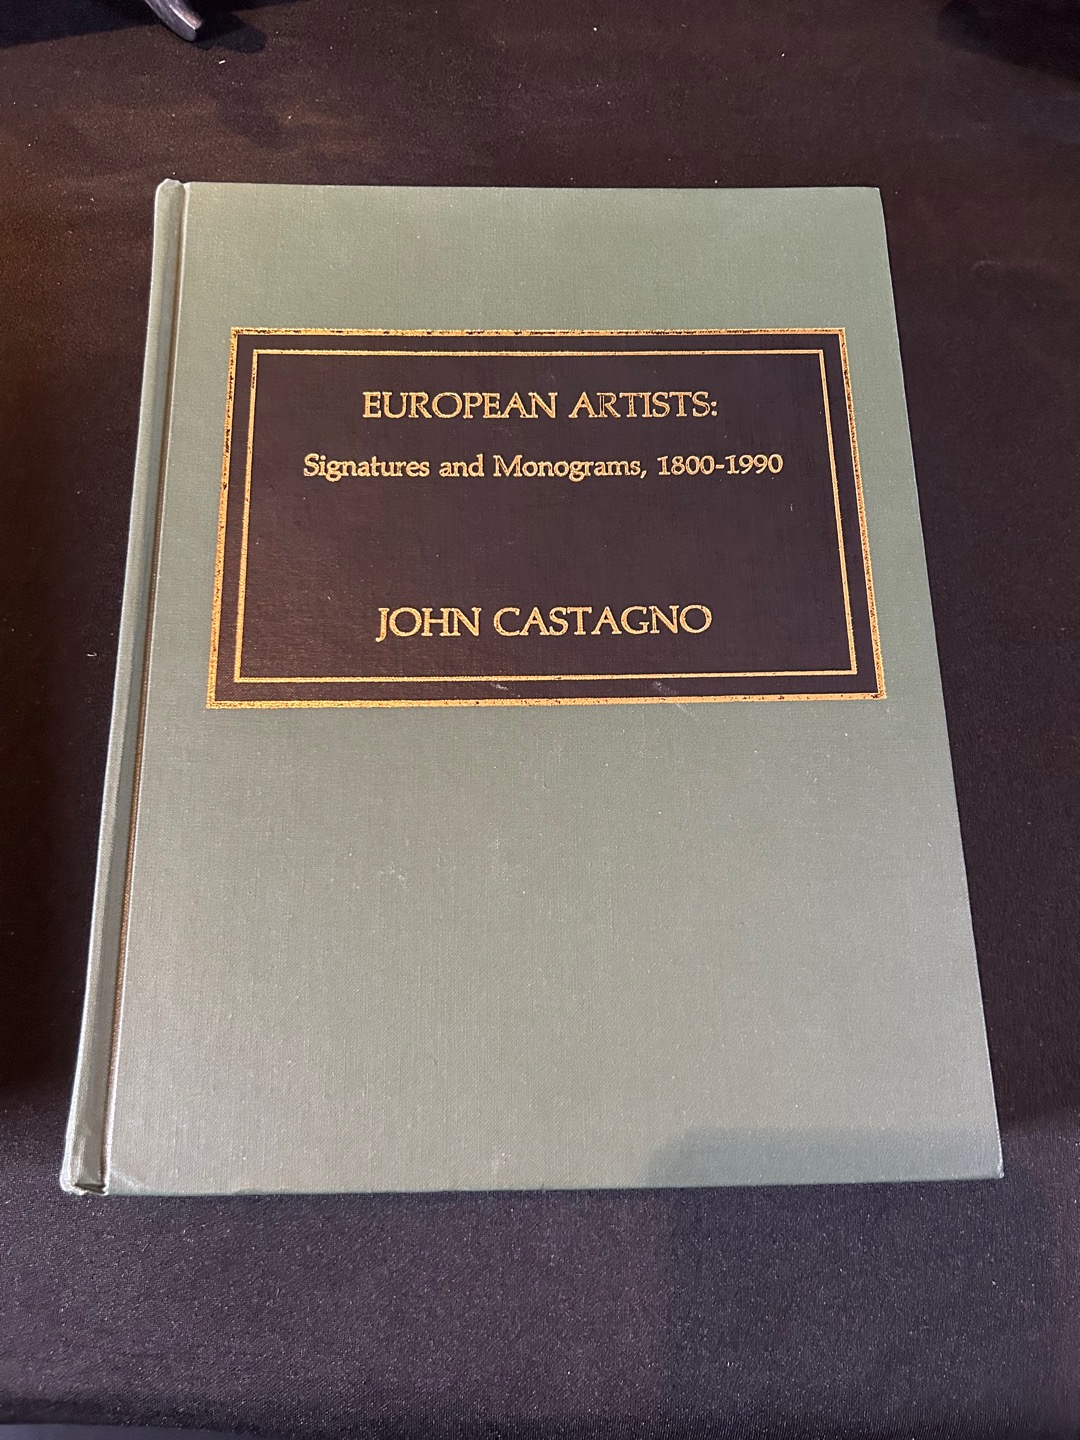 EUROPEAN ARTISTS:
Signatures and Monograms, 1800-1990
JOHN CASTAGNO